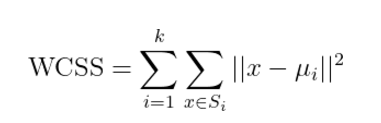 WCSS = \sum_{i=1}^{k} \sum_{x \in S_i} ||x - \mu_i||^2